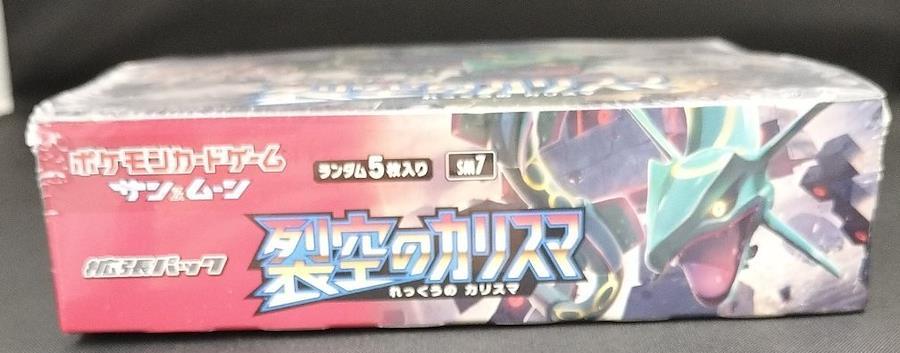 ポケモンカードゲーム
サン&ムーン
ランダム5枚入り
SM7
拡張パック
裂空のカリスマ
れっくうの カリスマ